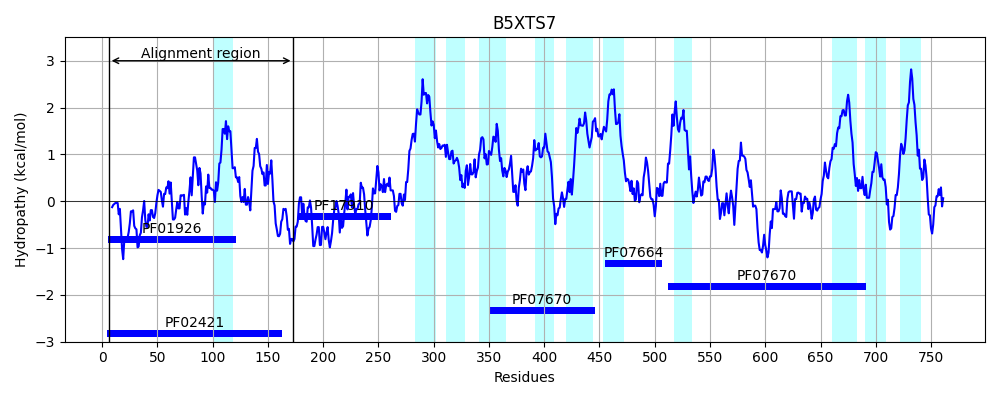 B5XTS7
Alignment region
3
2
1
0
−1
−2
−3
Hydropathy (kcal/mol)
PF17910
PF01926
PF07664
PF07670
PF07670
PF02421
0 50 100 150 200 250 300 350 400 450 500 550 600 650 700 750
Residues